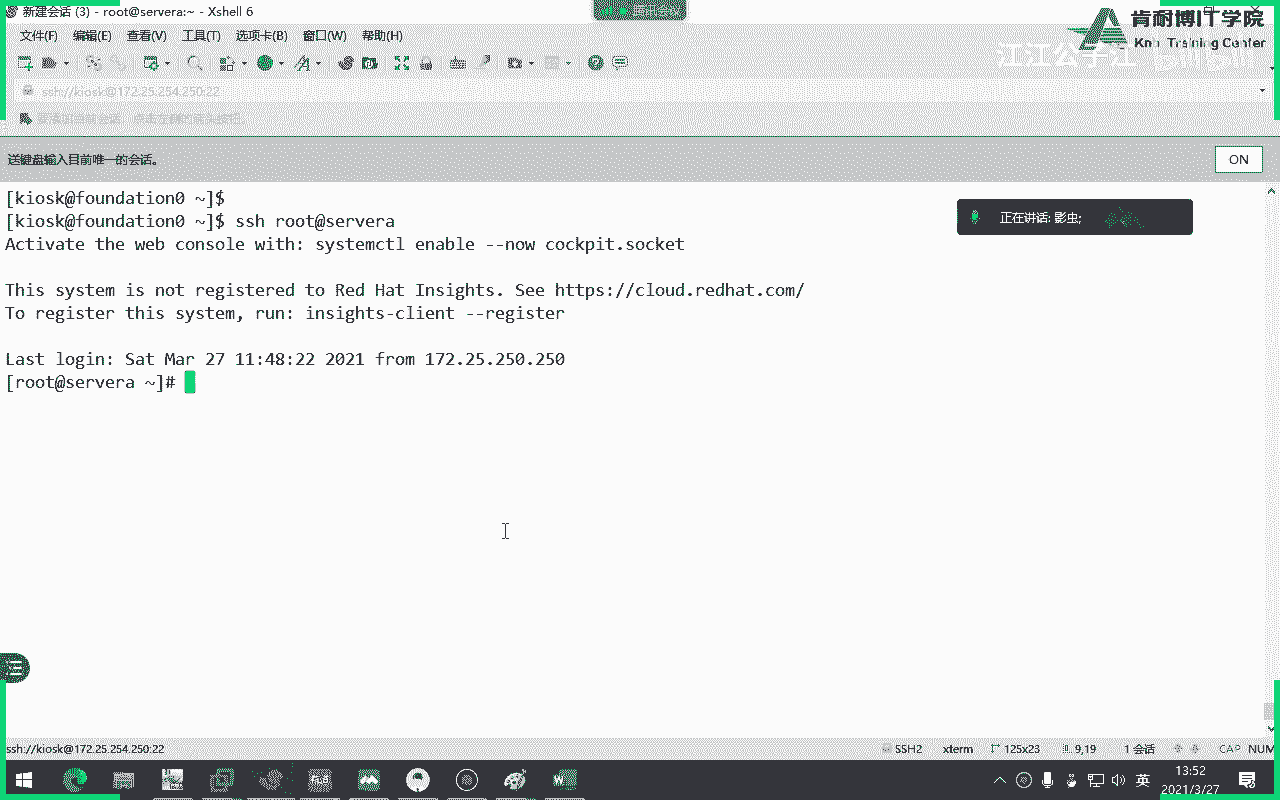 新建会话 (3) - root@servera:~ - Xshell 6
肯耐博IT学院
Training Center
江江公子江 bilibili
文件(F) 编辑(E) 查看(V) 工具(T) 选项卡(B) 窗口(W) 帮助(H)
ssh://kiosk@172.25.254.250:22
送键盘输入目前唯一的会话。
ON
[kiosk@foundation0 ~]$
[kiosk@foundation0 ~]$ ssh root@servera
正在讲话: 影虫;
Activate the web console with: systemctl enable --now cockpit.socket
This system is not registered to Red Hat Insights. See https://cloud.redhat.com/
To register this system, run: insights-client --register
Last login: Sat Mar 27 11:48:22 2021 from 172.25.250.250
[root@servera ~]#
ssh://kiosk@172.25.254.250:22 SSH2 xterm 125x23 9,19 1 会话 CAP NUM
英
13:52
2021/3/27